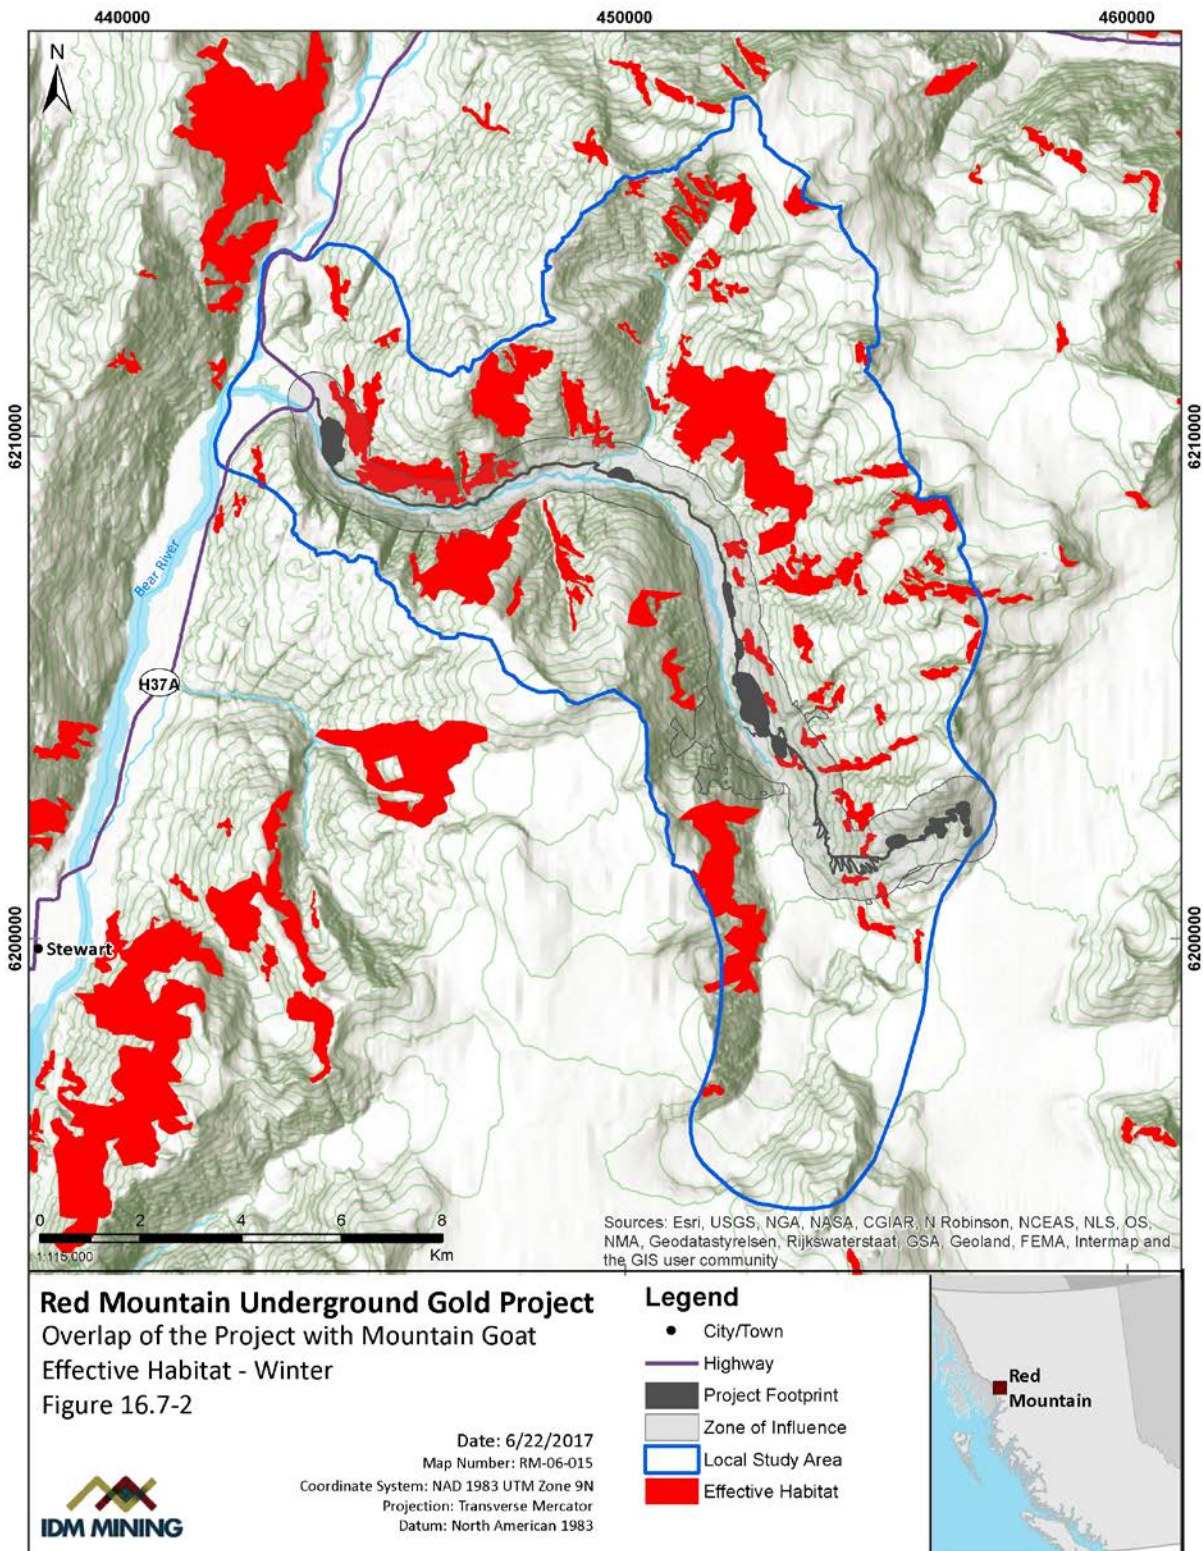 440000
450000
460000
N
6210000
6210000
Bear River
H37A
6200000
6200000
Stewart
0 2 4 6 8
Km
1:115,000
Sources: Esri, USGS, NGA, NASA, CGIAR, N Robinson, NCEAS, NLS, OS,
NMA, Geodatastyrelsen, Rijkswaterstaat, GSA, Geoland, FEMA, Intermap and
the GIS user community
Red Mountain Underground Gold Project
Overlap of the Project with Mountain Goat
Effective Habitat - Winter
Figure 16.7-2
Date: 6/22/2017
Map Number: RM-06-015
Coordinate System: NAD 1983 UTM Zone 9N
Projection: Transverse Mercator
Datum: North American 1983
IDM MINING
Legend
City/Town
Highway
Project Footprint
Zone of Influence
Local Study Area
Effective Habitat
Red
Mountain